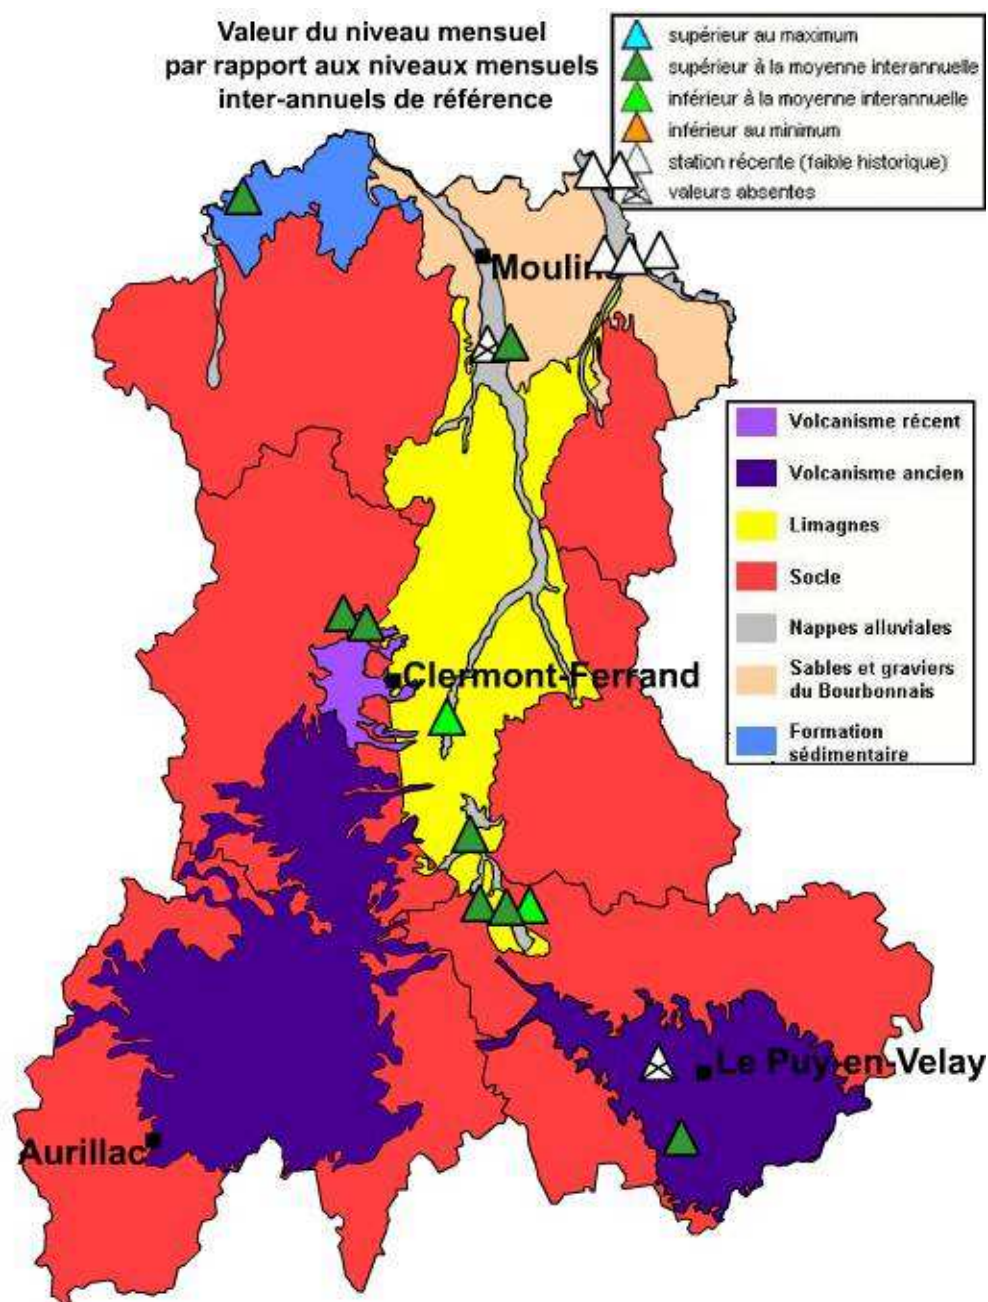 Valeur du niveau mensuel
par rapport aux niveaux mensuels
inter-annuels de référence
supérieur au maximum
supérieur à la moyenne interannuelle
inférieur à la moyenne interannuelle
inférieur au minimum
station récente (faible historique)
valeurs absentes
Moulins
Volcanisme récent
Volcanisme ancien
Limagnes
Socle
Nappes alluviales
Sables et graviers
du Bourbonnais
Formation
sédimentaire
Clermont-Ferrand
Le Puy-en-Velay
Aurillac